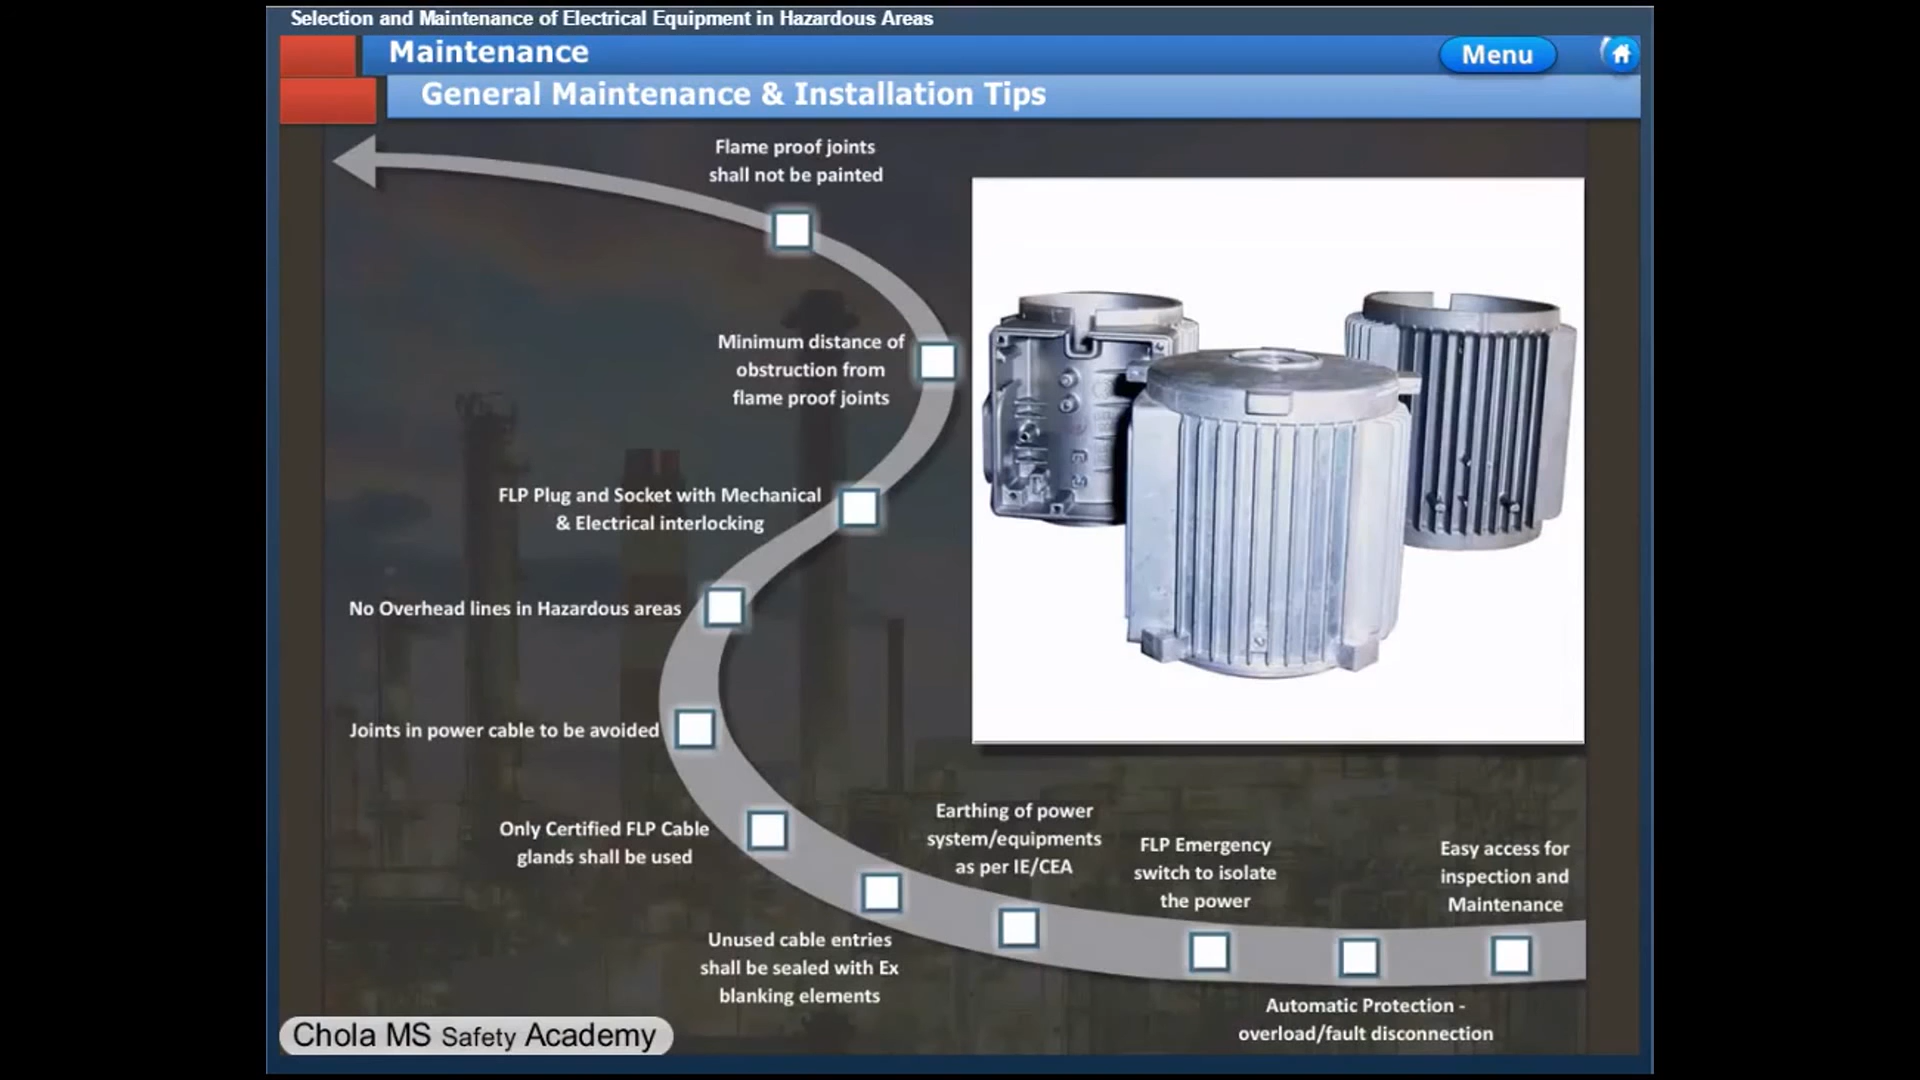 Selection and Maintenance of Electrical Equipment in Hazardous Areas
Maintenance
Menu
General Maintenance & Installation Tips
Flame proof joints
shall not be painted
Minimum distance of
obstruction from
flame proof joints
FLP Plug and Socket with Mechanical
& Electrical interlocking
No Overhead lines in Hazardous areas
Joints in power cable to be avoided
Only Certified FLP Cable
glands shall be used
Unused cable entries
shall be sealed with Ex
blanking elements
Earthing of power
system/equipments
as per IE/CEA
FLP Emergency
switch to isolate
the power
Automatic Protection -
overload/fault disconnection
Easy access for
inspection and
Maintenance
Chola MS Safety Academy